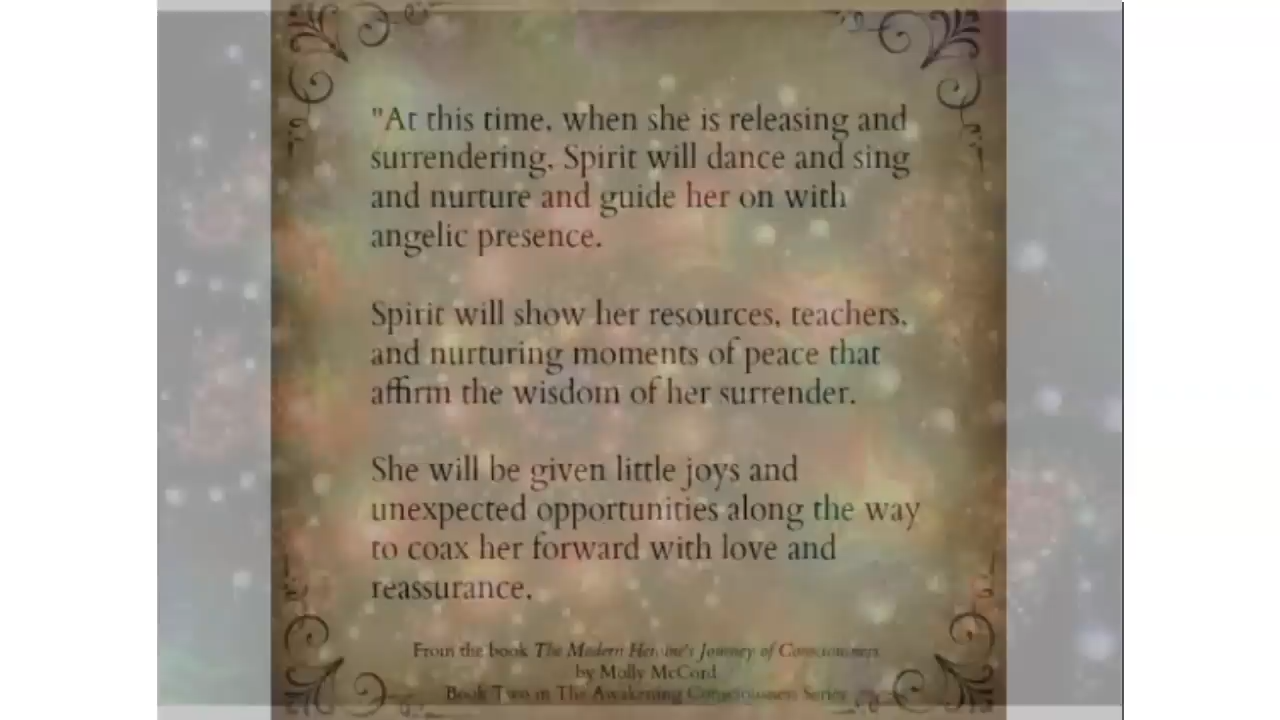 "At this time, when she is releasing and
surrendering, Spirit will dance and sing
and nurture and guide her on with
angelic presence.
Spirit will show her resources, teachers,
and nurturing moments of peace that
affirm the wisdom of her surrender.
She will be given little joys and
unexpected opportunities along the way
to coax her forward with love and
reassurance.
From the book The Modern Heroine's Journey of Consciousness
by Molly McCord
Book Two in The Awakening Consciousness Series